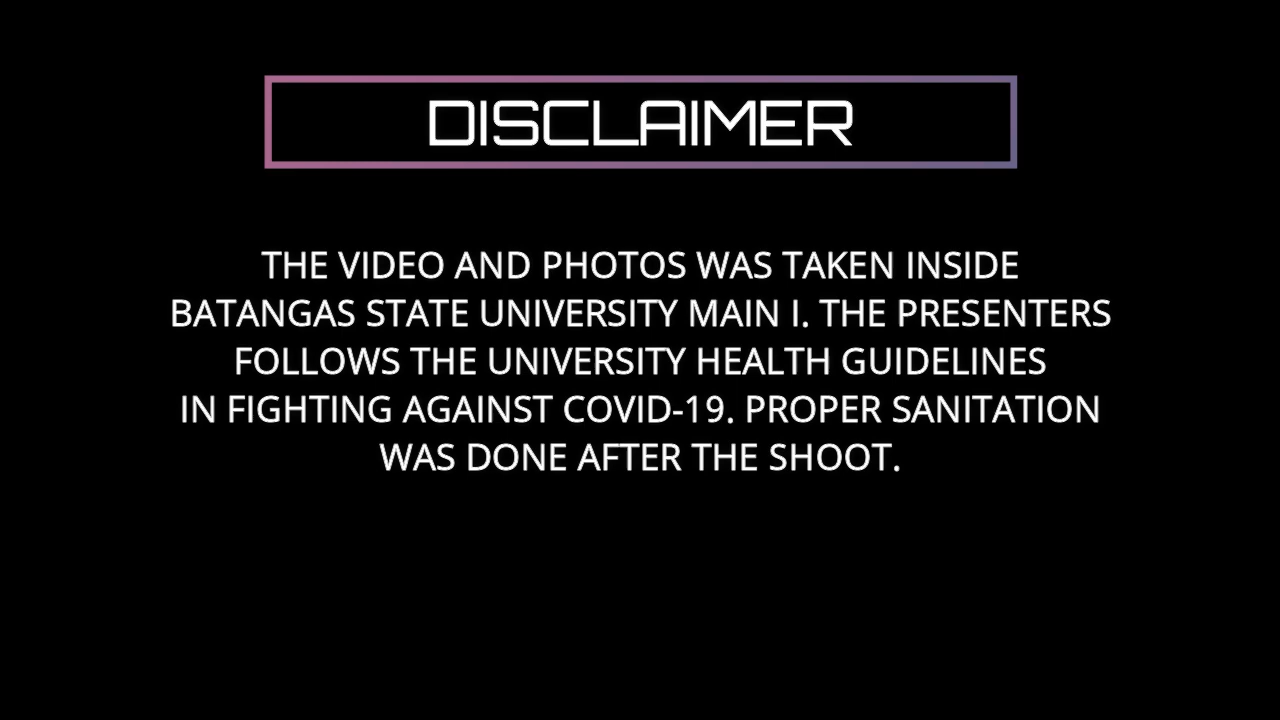 DISCLAIMER
THE VIDEO AND PHOTOS WAS TAKEN INSIDE
BATANGAS STATE UNIVERSITY MAIN I. THE PRESENTERS
FOLLOWS THE UNIVERSITY HEALTH GUIDELINES
IN FIGHTING AGAINST COVID-19. PROPER SANITATION
WAS DONE AFTER THE SHOOT.